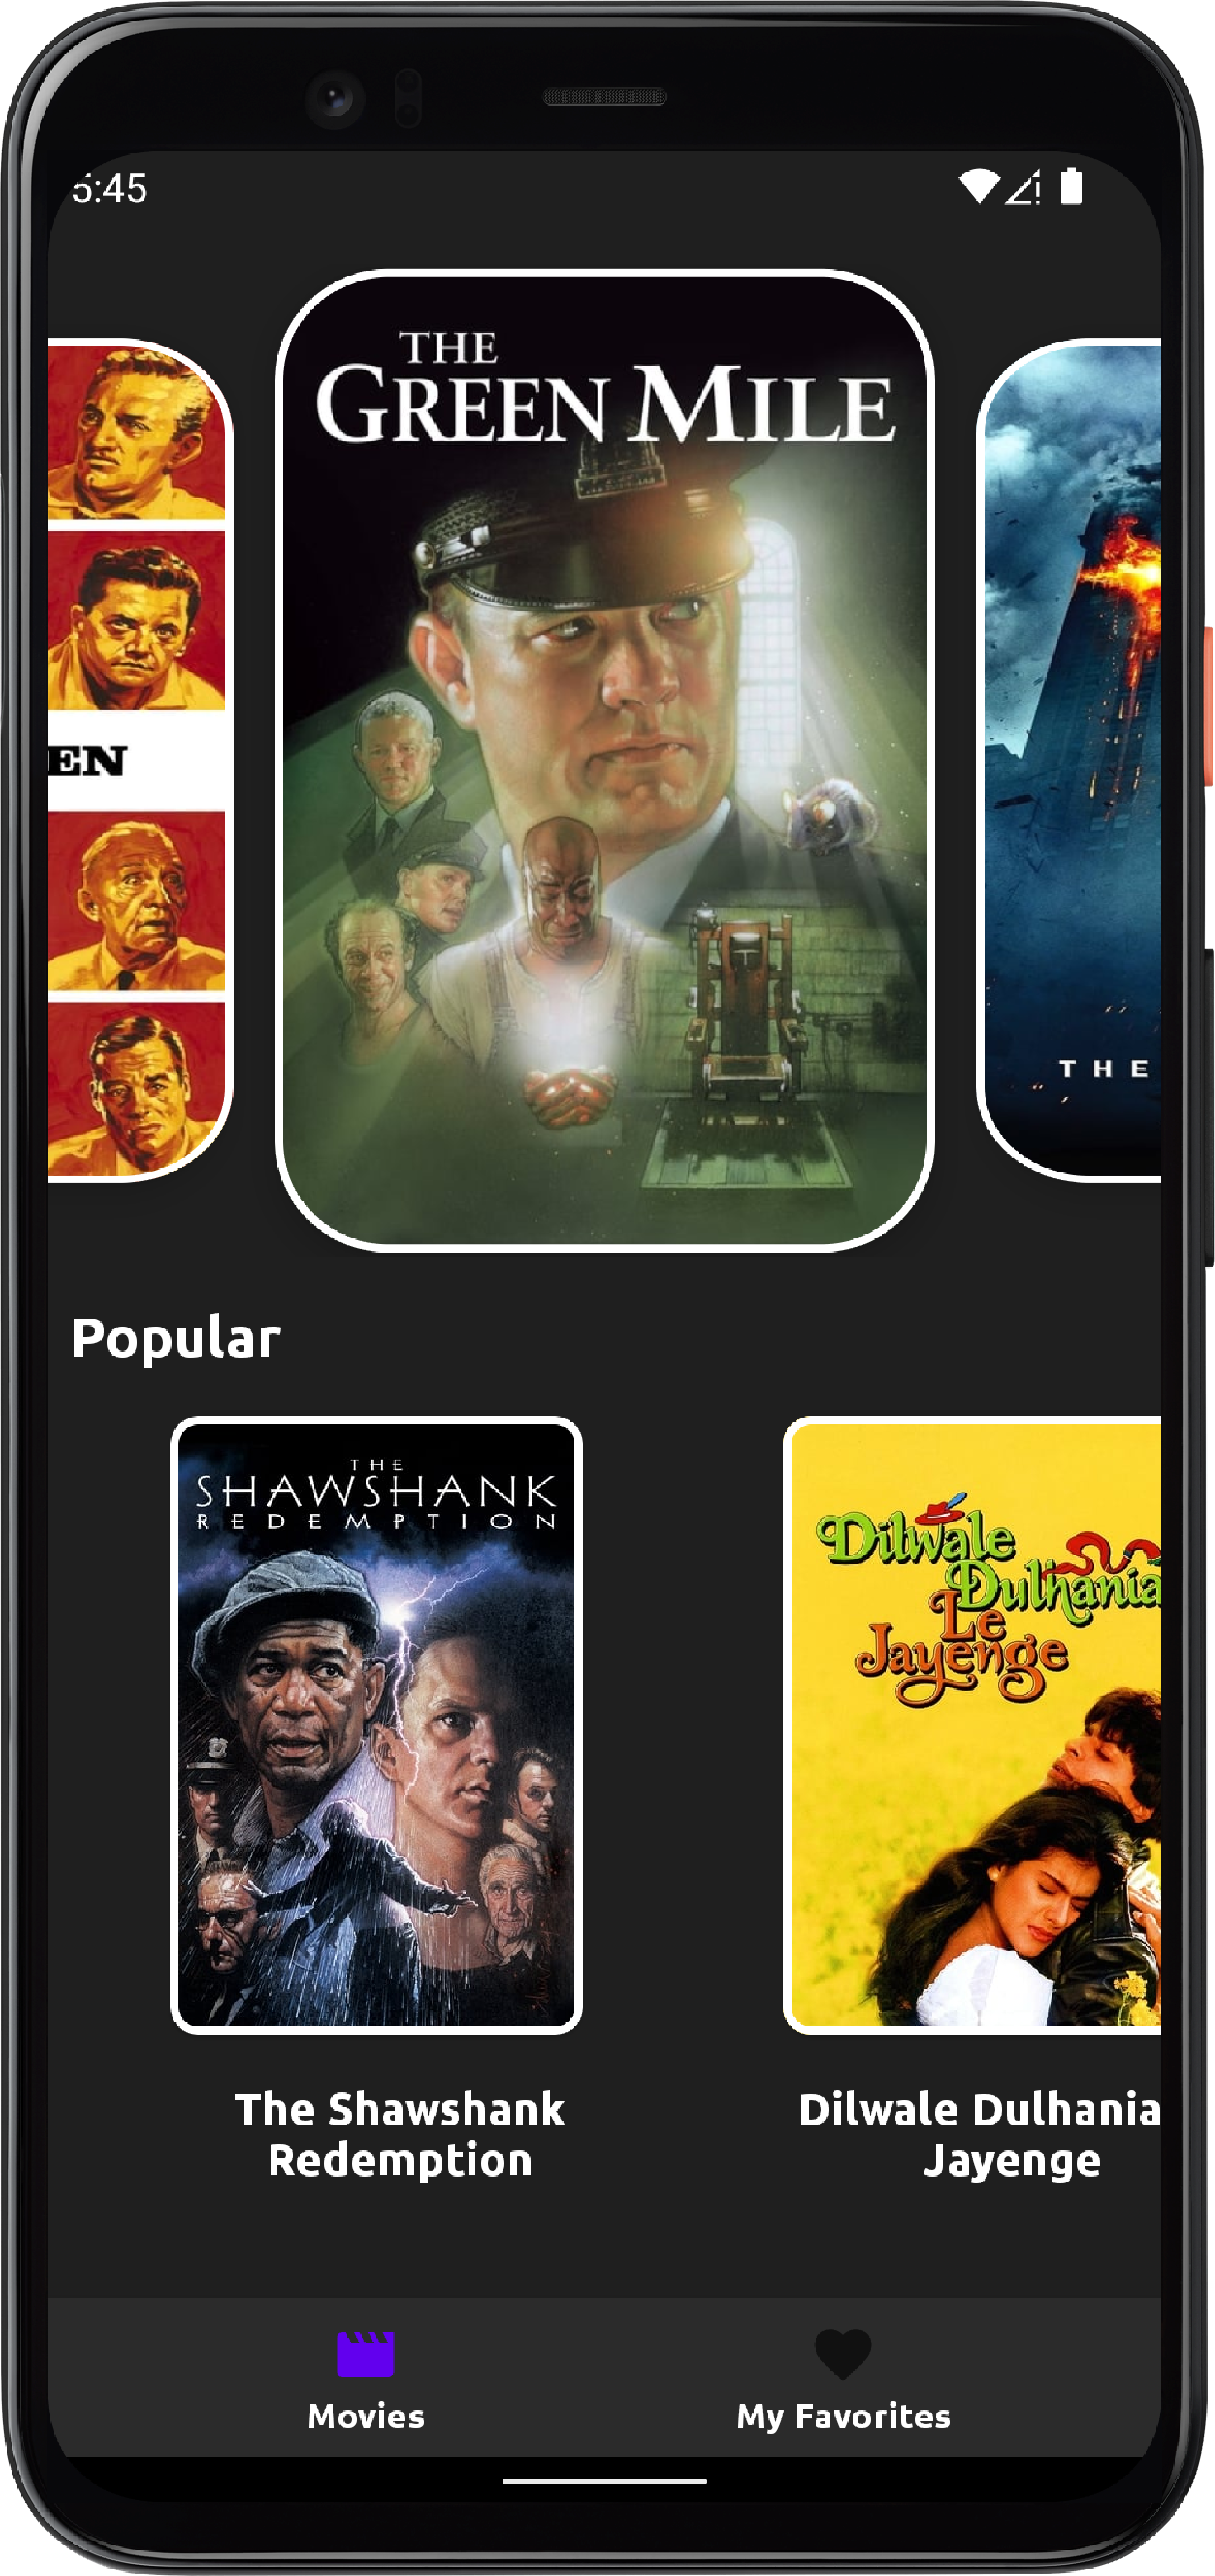 5:45
THE
GREEN MILE
EN
THE
Popular
THE
SHAWSHANK
REDEMPTION
Dilwale
Dulhania
Le
Jayenge
The Shawshank
Redemption
Dilwale Dulhania
Jayenge
Movies
My Favorites